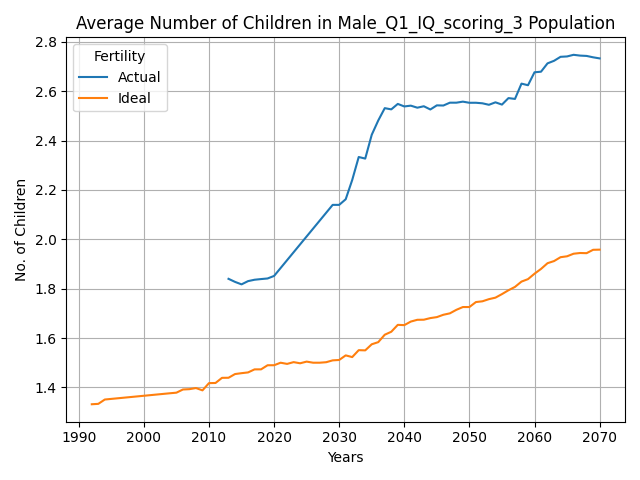 Average Number of Children in Male_Q1_IQ_scoring_3 Population
Fertility
Actual
Ideal
2.8
2.6
2.4
2.2
2.0
1.8
1.6
1.4
No. of Children
1990 2000 2010 2020 2030 2040 2050 2060 2070
Years